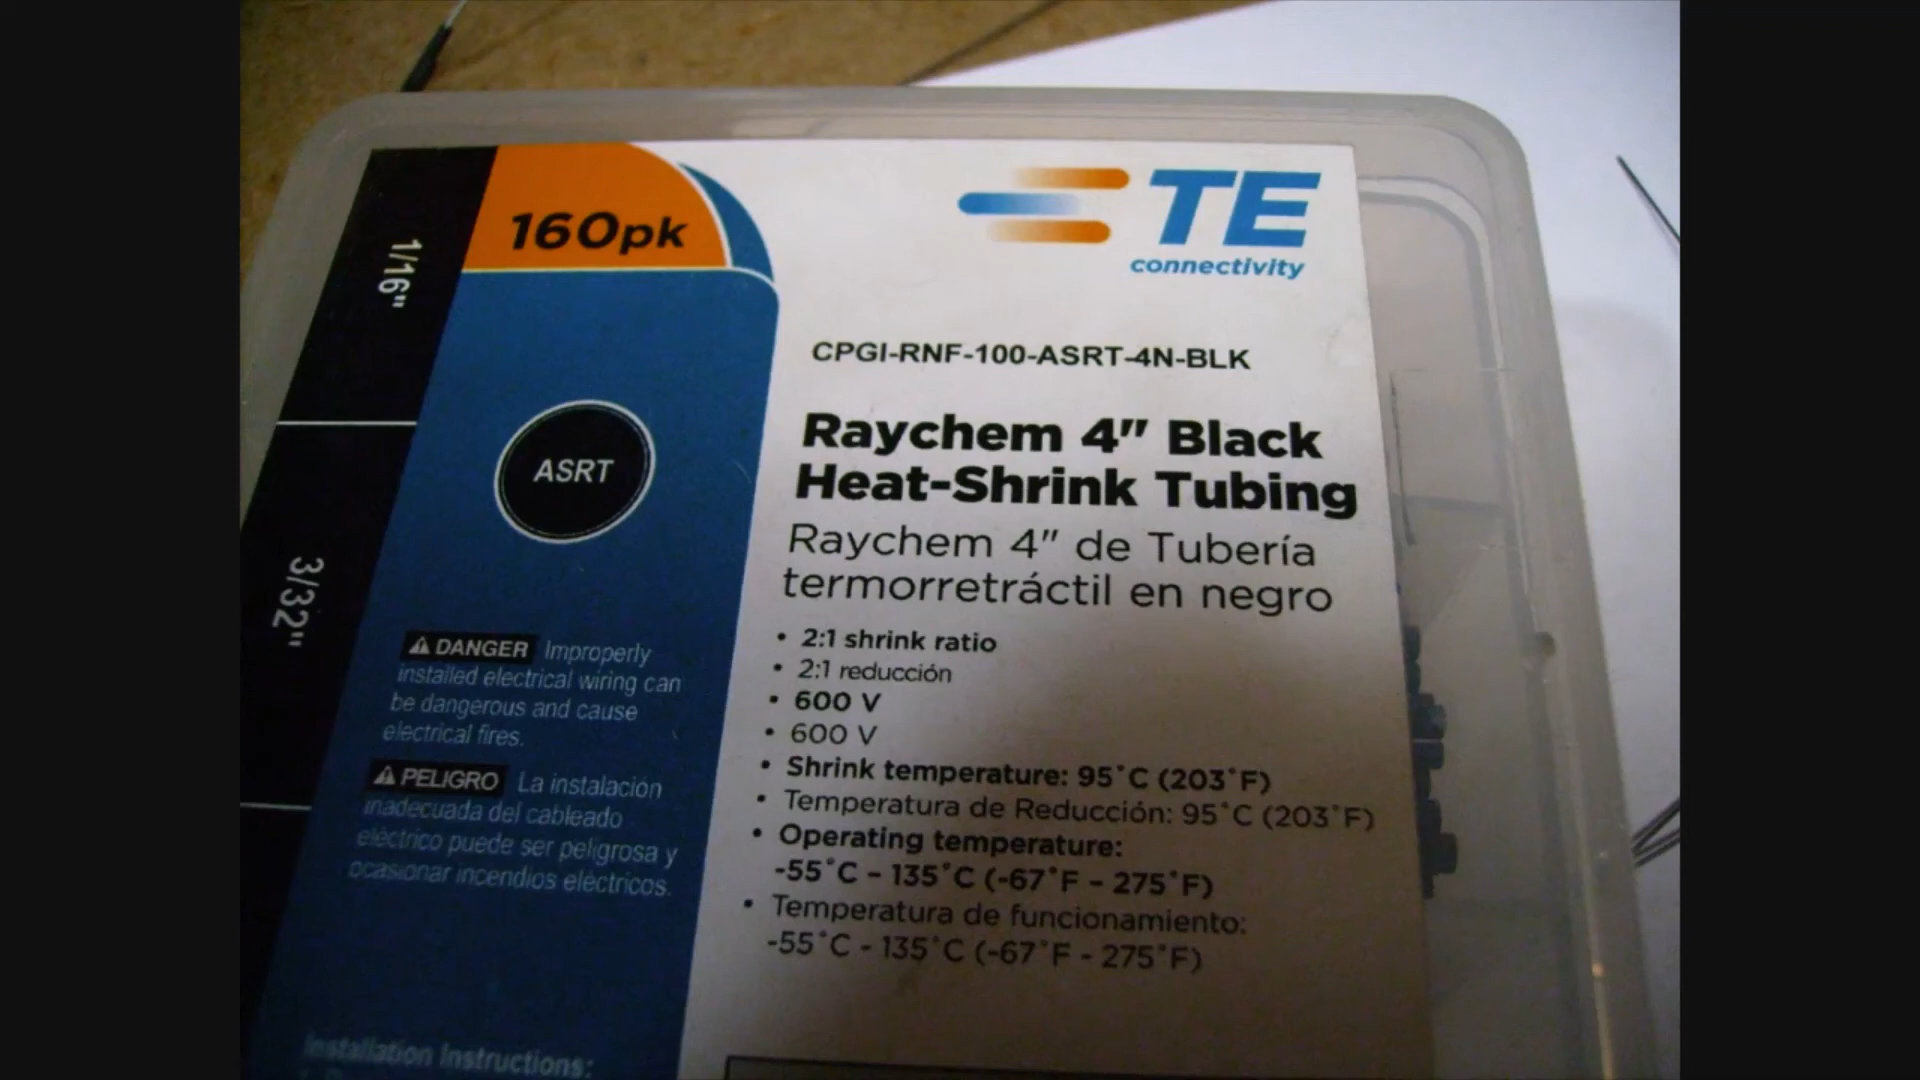 160pk
TE
connectivity
1/16"
CPGI-RNF-100-ASRT-4N-BLK
Raychem 4" Black
Heat-Shrink Tubing
Raychem 4" de Tubería
termorretráctil en negro
ASRT
3/32"
• 2:1 shrink ratio
• 2:1 reducción
• 600 V
• 600 V
• Shrink temperature: 95°C (203°F)
• Temperatura de Reducción: 95°C (203°F)
• Operating temperature:
-55°C – 135°C (-67°F – 275°F)
• Temperatura de funcionamiento:
-55°C - 135°C (-67°F - 275°F)
DANGER Improperly
installed electrical wiring can
be dangerous and cause
electrical fires.
PELIGRO La instalación
inadecuada del cableado
eléctrico puede ser peligrosa y
ocasionar incendios eléctricos.
Installation Instructions: